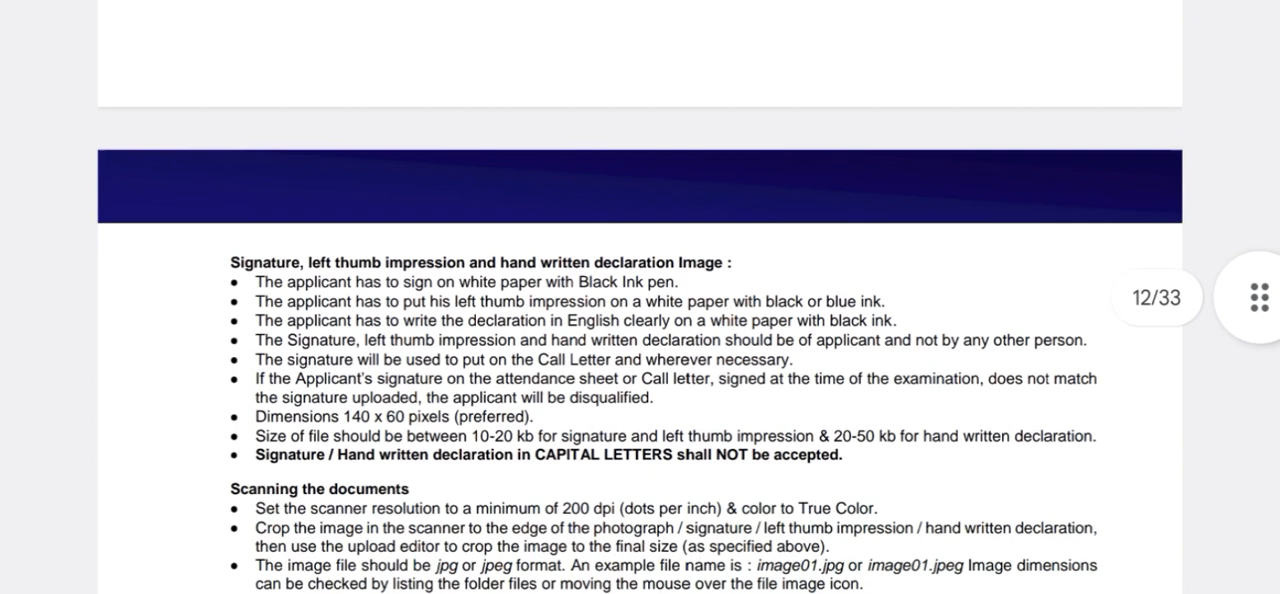 Signature, left thumb impression and hand written declaration Image :
• The applicant has to sign on white paper with Black Ink pen.
• The applicant has to put his left thumb impression on a white paper with black or blue ink.
• The applicant has to write the declaration in English clearly on a white paper with black ink.
• The Signature, left thumb impression and hand written declaration should be of applicant and not by any other person.
• The signature will be used to put on the Call Letter and wherever necessary.
• If the Applicant's signature on the attendance sheet or Call letter, signed at the time of the examination, does not match
the signature uploaded, the applicant will be disqualified.
• Dimensions 140 x 60 pixels (preferred).
• Size of file should be between 10-20 kb for signature and left thumb impression & 20-50 kb for hand written declaration.
• Signature / Hand written declaration in CAPITAL LETTERS shall NOT be accepted.
Scanning the documents
• Set the scanner resolution to a minimum of 200 dpi (dots per inch) & color to True Color.
• Crop the image in the scanner to the edge of the photograph / signature / left thumb impression / hand written declaration,
then use the upload editor to crop the image to the final size (as specified above).
• The image file should be jpg or jpeg format. An example file name is : image01.jpg or image01.jpeg Image dimensions
can be checked by listing the folder files or moving the mouse over the file image icon.
12/33